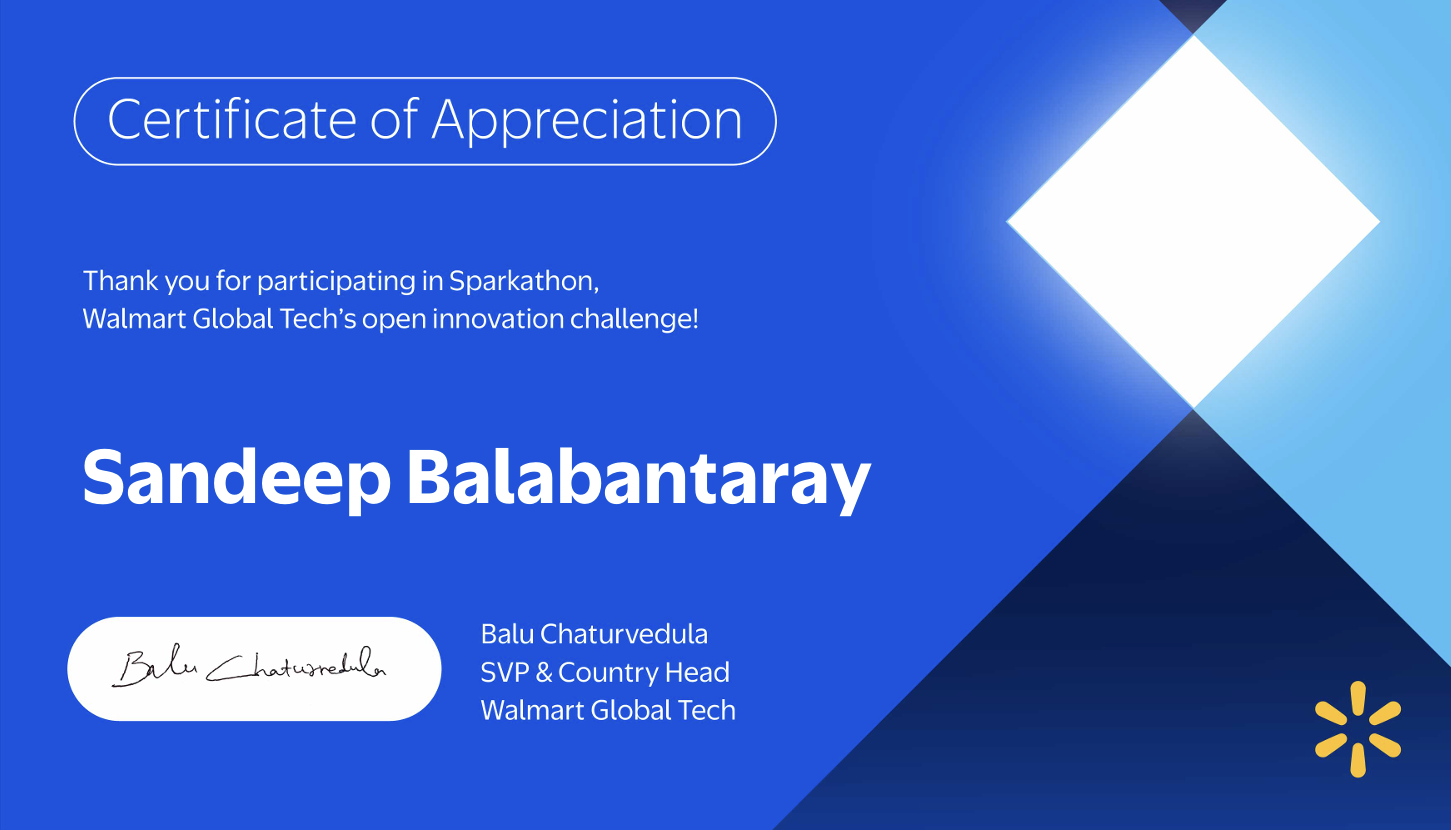 Certificate of Appreciation
Thank you for participating in Sparkathon,
Walmart Global Tech’s open innovation challenge!
Sandeep Balabantaray
Balu Chaturvedula
Balu Chaturvedula
SVP & Country Head
Walmart Global Tech